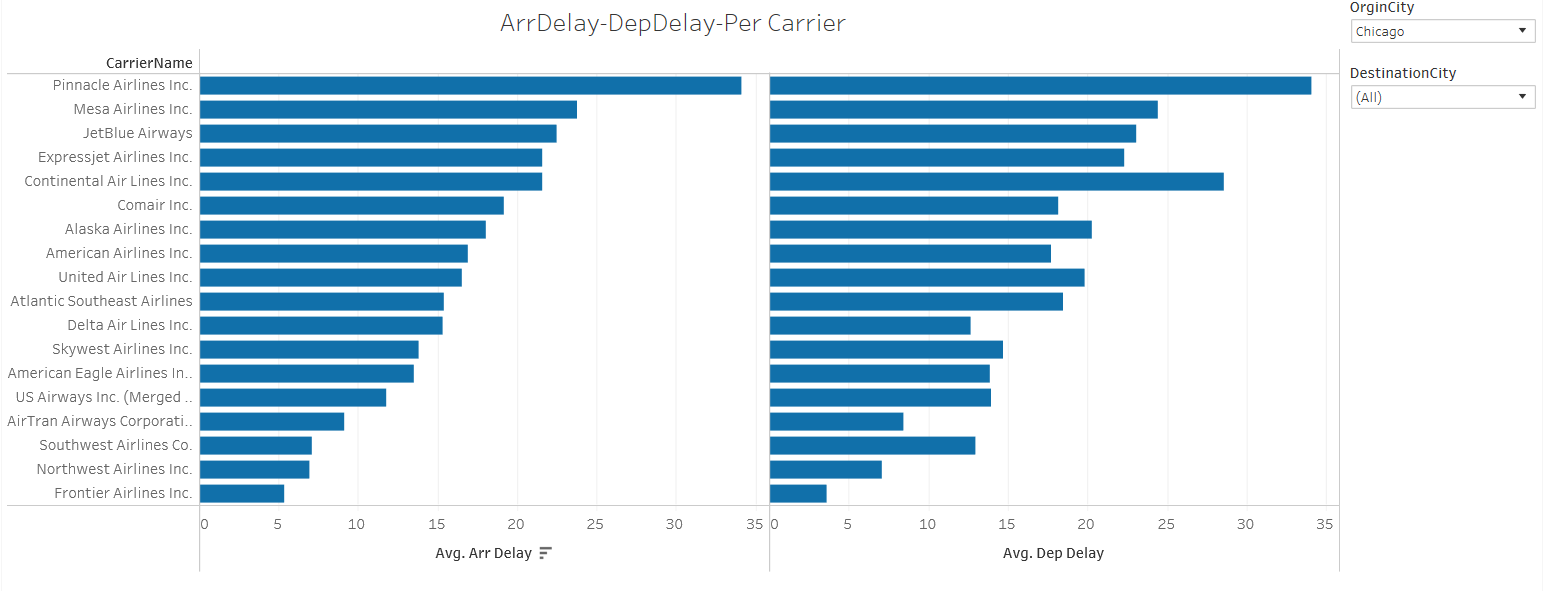 ArrDelay-DepDelay-Per Carrier
OrginCity
Chicago
DestinationCity
(All)
CarrierName
Pinnacle Airlines Inc.
Mesa Airlines Inc.
JetBlue Airways
Expressjet Airlines Inc.
Continental Air Lines Inc.
Comair Inc.
Alaska Airlines Inc.
American Airlines Inc.
United Air Lines Inc.
Atlantic Southeast Airlines
Delta Air Lines Inc.
Skywest Airlines Inc.
American Eagle Airlines In..
US Airways Inc. (Merged ..
AirTran Airways Corporati..
Southwest Airlines Co.
Northwest Airlines Inc.
Frontier Airlines Inc.
0 5 10 15 20 25 30 35 0 5 10 15 20 25 30 35
Avg. Arr Delay Avg. Dep Delay